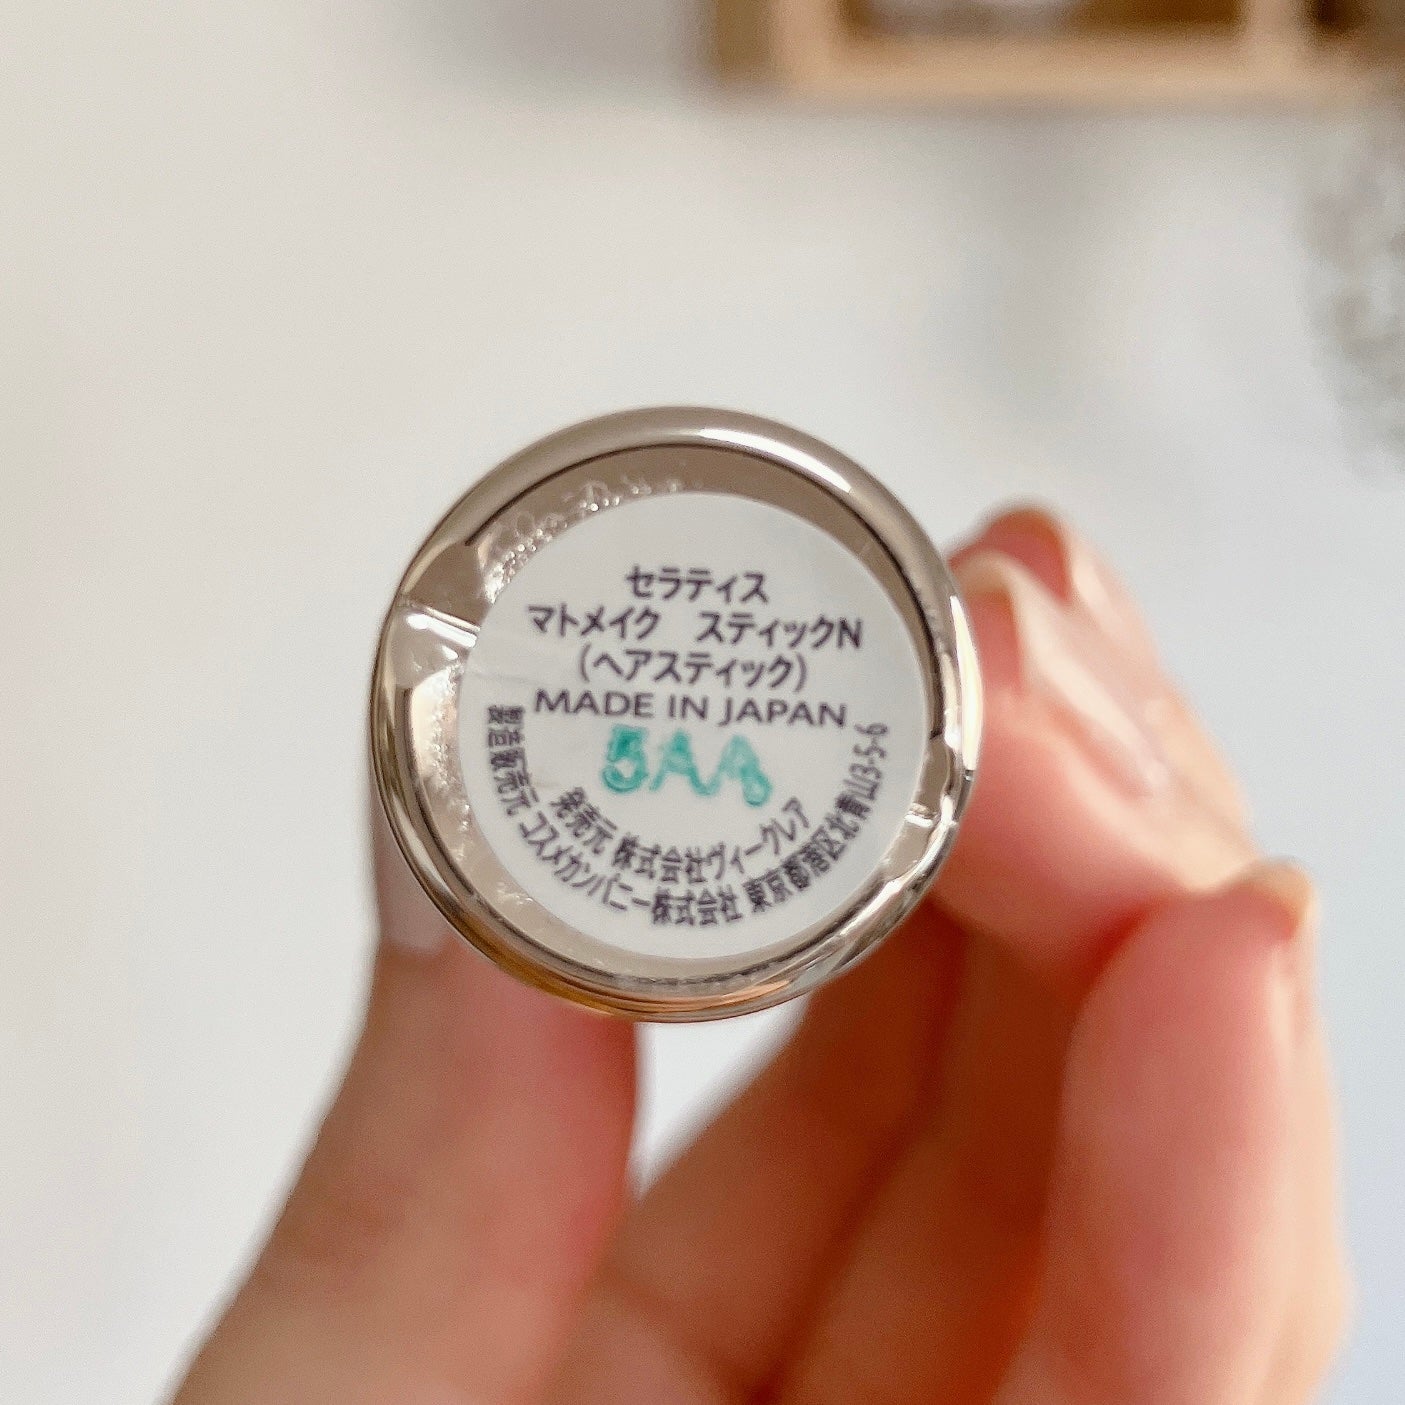 セラティス
マトメイク　スティックN
(ヘアスティック)
MADE IN JAPAN
5AA
発売元 株式会社ヴィークレア
製造販売元 コスメカンパニー株式会社 東京都港区北青山3-5-6